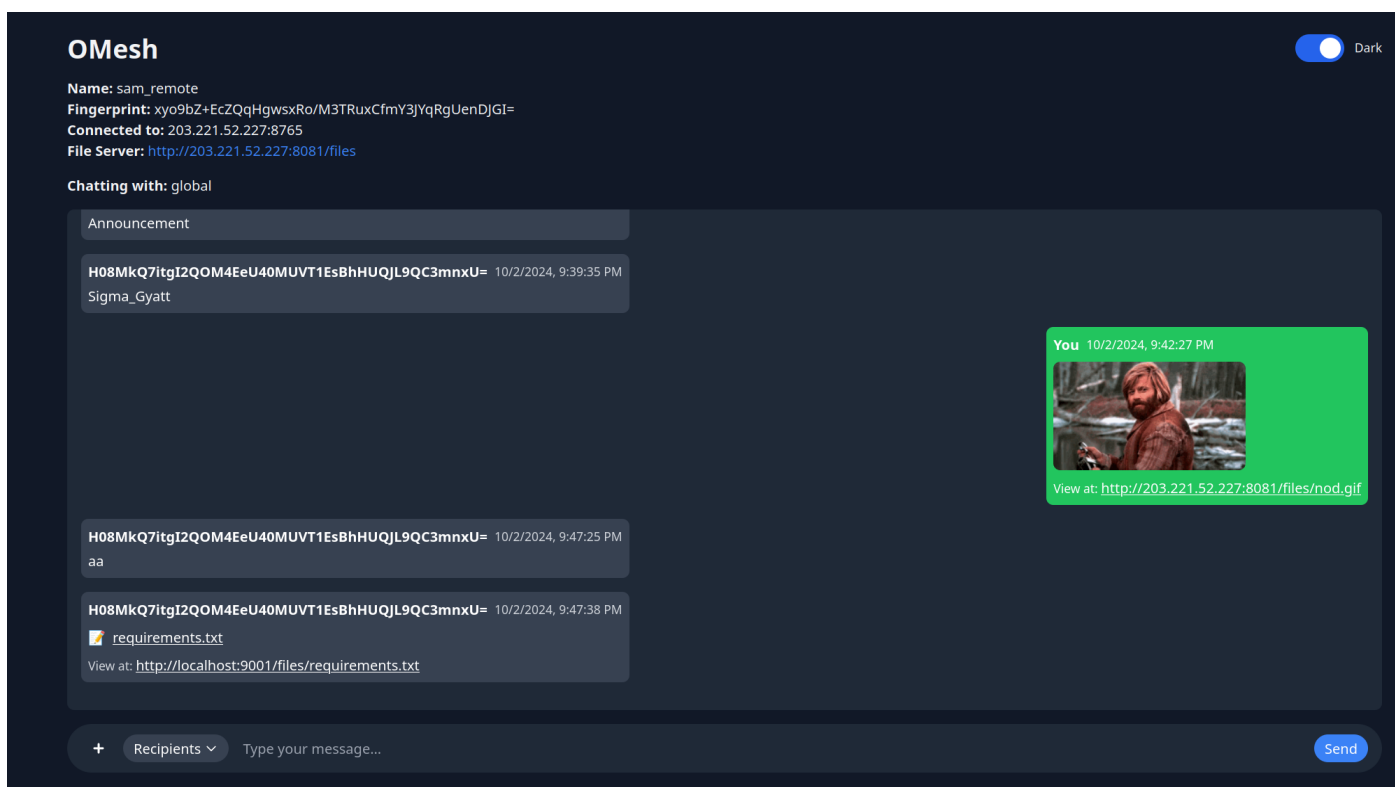 OMesh
Dark
Name: sam_remote
Fingerprint: xyo9bZ+EcZQqHgwsxRo/M3TRuxCfmY3JYqRgUenDJGI=
Connected to: 203.221.52.227:8765
File Server: http://203.221.52.227:8081/files
Chatting with: global
Announcement
H08MkQ7itgI2QOM4EeU40MUVT1EsBhHUQJL9QC3mnxU= 10/2/2024, 9:39:35 PM
Sigma_Gyatt
You 10/2/2024, 9:42:27 PM
View at: http://203.221.52.227:8081/files/nod.gif
H08MkQ7itgI2QOM4EeU40MUVT1EsBhHUQJL9QC3mnxU= 10/2/2024, 9:47:25 PM
aa
H08MkQ7itgI2QOM4EeU40MUVT1EsBhHUQJL9QC3mnxU= 10/2/2024, 9:47:38 PM
requirements.txt
View at: http://localhost:9001/files/requirements.txt
+ Recipients Type your message... Send